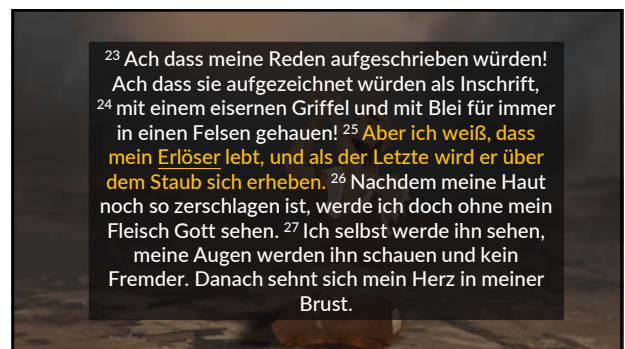 ²³ Ach dass meine Reden aufgeschrieben würden!
Ach dass sie aufgezeichnet würden als Inschrift,
²⁴ mit einem eisernen Griffel und mit Blei für immer
in einen Felsen gehauen! ²⁵ Aber ich weiß, dass
mein Erlöser lebt, und als der Letzte wird er über
dem Staub sich erheben. ²⁶ Nachdem meine Haut
noch so zerschlagen ist, werde ich doch ohne mein
Fleisch Gott sehen. ²⁷ Ich selbst werde ihn sehen,
meine Augen werden ihn schauen und kein
Fremder. Danach sehnt sich mein Herz in meiner
Brust.